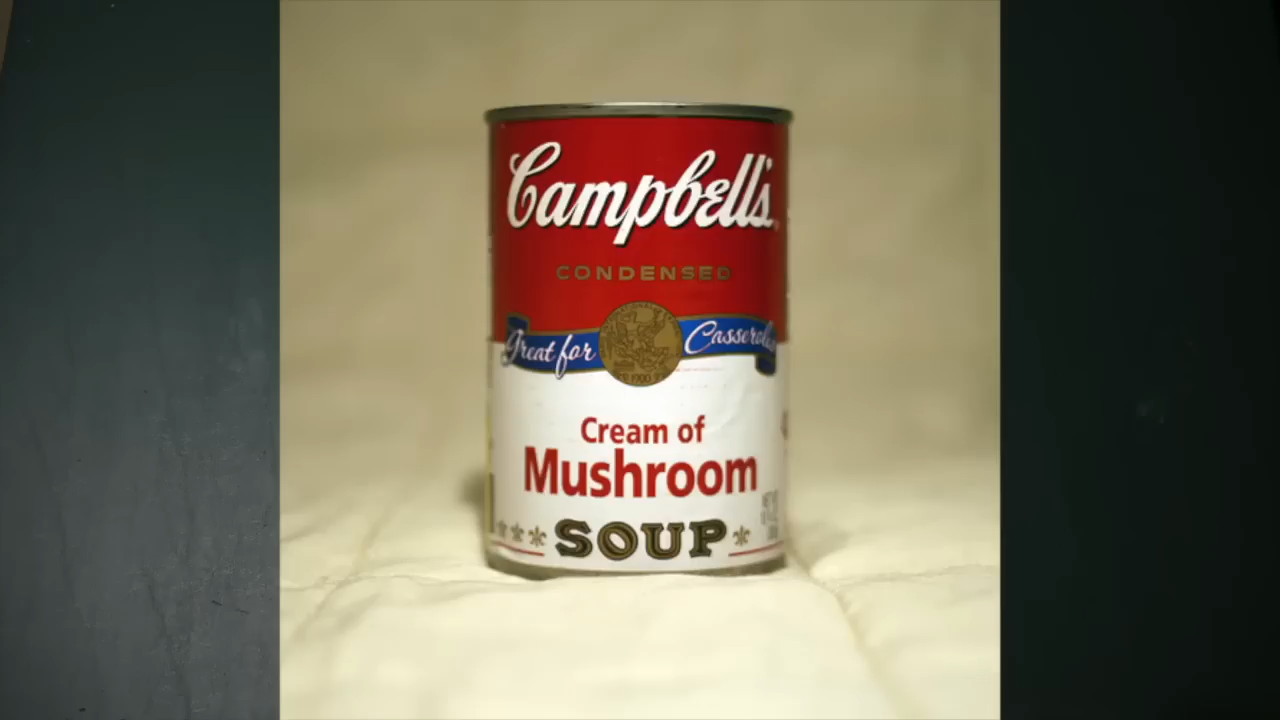 Campbell's
CONDENSED
Great for Casseroles
Cream of
Mushroom
SOUP